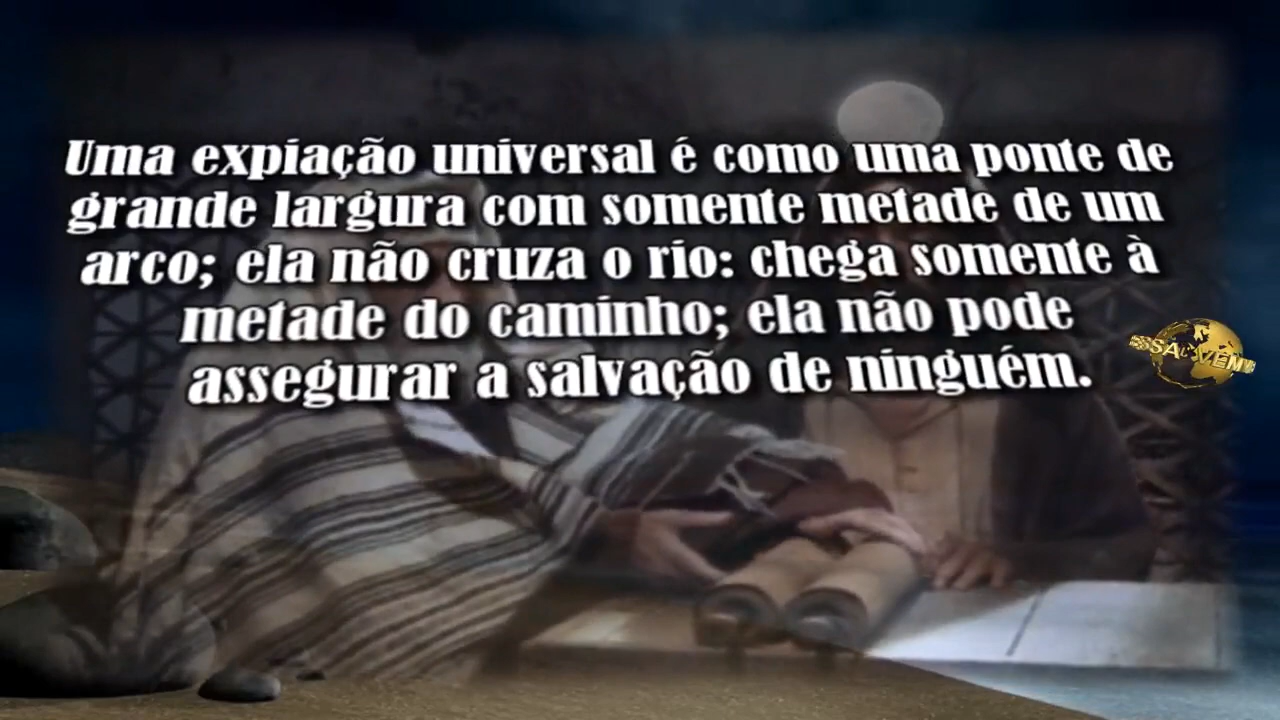 Uma expiação universal é como uma ponte de
grande largura com somente metade de um
arco; ela não cruza o rio: chega somente à
metade do caminho; ela não pode
assegurar a salvação de ninguém.